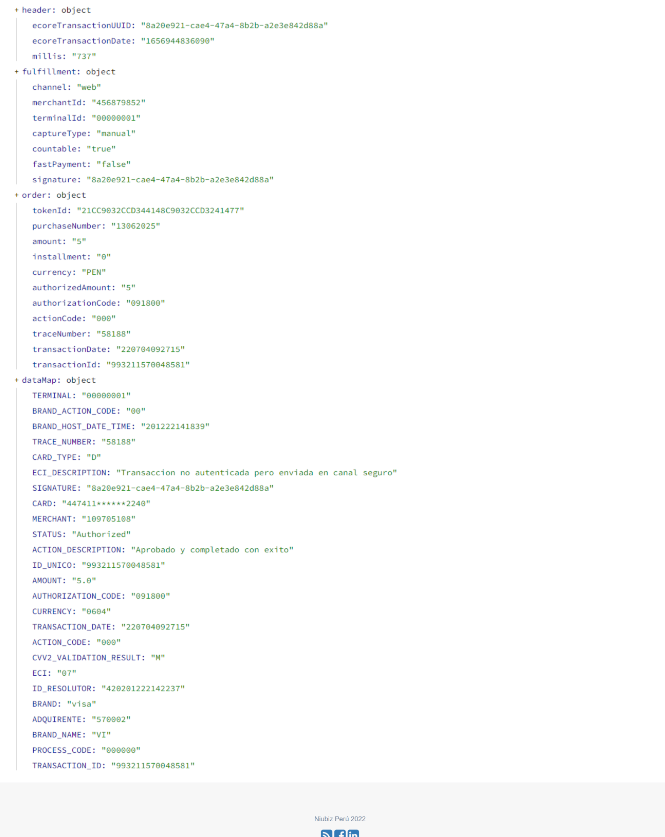 + header: object
ecoreTransactionUUID: "8a20e921-cae4-47a4-8b2b-a2e3e842d88a"
ecoreTransactionDate: "1656944836090"
millis: "737"
+ fulfillment: object
channel: "web"
merchantId: "456879852"
terminalId: "00000001"
captureType: "manual"
countable: "true"
fastPayment: "false"
signature: "8a20e921-cae4-47a4-8b2b-a2e3e842d88a"
+ order: object
tokenId: "21CC9032CCD344148C9032CCD3241477"
purchaseNumber: "13062025"
amount: "5"
installment: "0"
currency: "PEN"
authorizedAmount: "5"
authorizationCode: "091800"
actionCode: "000"
traceNumber: "58188"
transactionDate: "220704092715"
transactionId: "993211570048581"
+ dataMap: object
TERMINAL: "00000001"
BRAND_ACTION_CODE: "00"
BRAND_HOST_DATE_TIME: "201222141839"
TRACE_NUMBER: "58188"
CARD_TYPE: "D"
ECI_DESCRIPTION: "Transaccion no autenticada pero enviada en canal seguro"
SIGNATURE: "8a20e921-cae4-47a4-8b2b-a2e3e842d88a"
CARD: "447411******2240"
MERCHANT: "109705108"
STATUS: "Authorized"
ACTION_DESCRIPTION: "Aprobado y completado con exito"
ID_UNICO: "993211570048581"
AMOUNT: "5.0"
AUTHORIZATION_CODE: "091800"
CURRENCY: "0604"
TRANSACTION_DATE: "220704092715"
ACTION_CODE: "000"
CVV2_VALIDATION_RESULT: "M"
ECI: "07"
ID_RESOLUTOR: "420201222142237"
BRAND: "visa"
ADQUIRENTE: "570002"
BRAND_NAME: "VI"
PROCESS_CODE: "000000"
TRANSACTION_ID: "993211570048581"
Niubiz Perú 2022